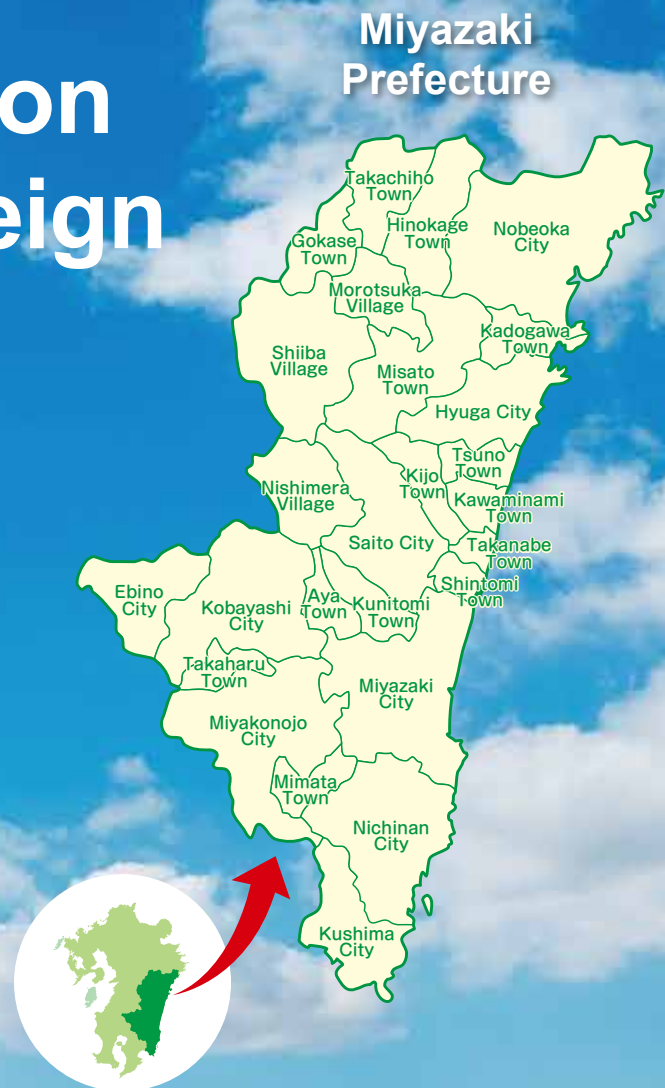 Miyazaki
Prefecture
on
eign
Takachiho
Town
Hinokage
Town
Nobeoka
City
Gokase
Town
Morotsuka
Village
Kadogawa
Town
Shiiba
Village
Misato
Town
Hyuga City
Tsuno
Town
Kijo
Town
Nishimera
Village
Kawaminami
Town
Saito City
Takanabe
Town
Shintomi
Town
Ebino
City
Kobayashi
City
Aya
Town
Kunitomi
Town
Takaharu
Town
Miyazaki
City
Miyakonojo
City
Mimata
Town
Nichinan
City
Kushima
City